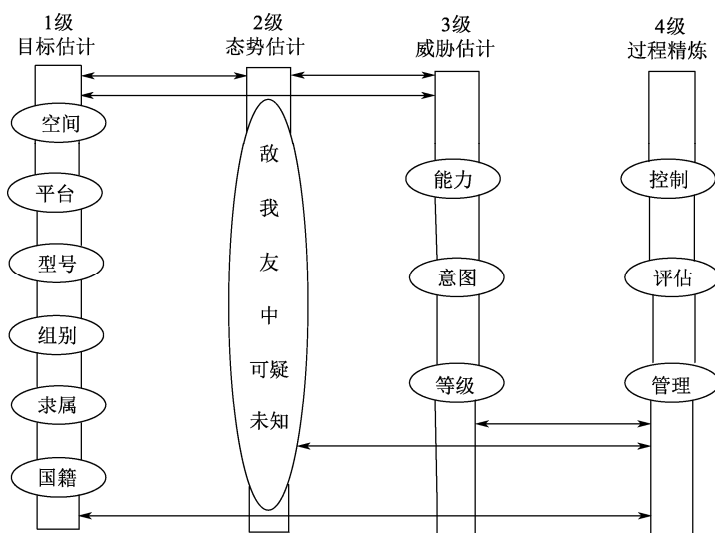 1级
目标估计
2级
态势估计
3级
威胁估计
4级
过程精炼
空间
平台
型号
组别
隶属
国籍
敌
我
友
中
可疑
未知
能力
意图
等级
控制
评估
管理